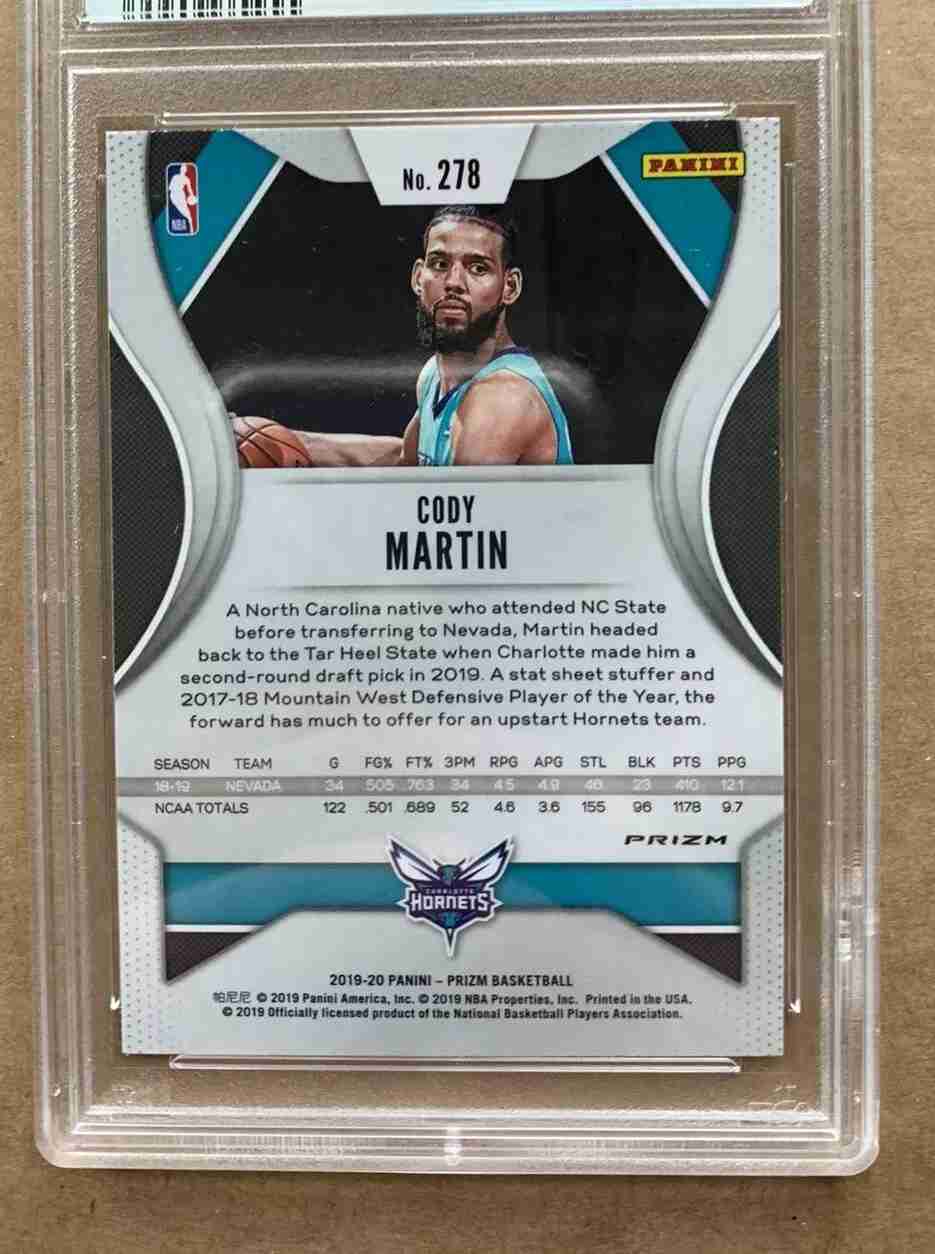 No. 278
PANINI
NBA
CODY
MARTIN
A North Carolina native who attended NC State
before transferring to Nevada, Martin headed
back to the Tar Heel State when Charlotte made him a
second-round draft pick in 2019. A stat sheet stuffer and
2017-18 Mountain West Defensive Player of the Year, the
forward has much to offer for an upstart Hornets team.
SEASON TEAM G FG% FT% 3PM RPG APG STL BLK PTS PPG
18-19 NEVADA 34 .505 .763 34 4.5 4.9 46 23 410 12.1
NCAA TOTALS 122 .501 .689 52 4.6 3.6 155 96 1178 9.7
PRIZM
CHARLOTTE
HORNETS
2019-20 PANINI – PRIZM BASKETBALL
帕尼尼 © 2019 Panini America, Inc. © 2019 NBA Properties, Inc. Printed in the USA.
© 2019 Officially licensed product of the National Basketball Players Association.